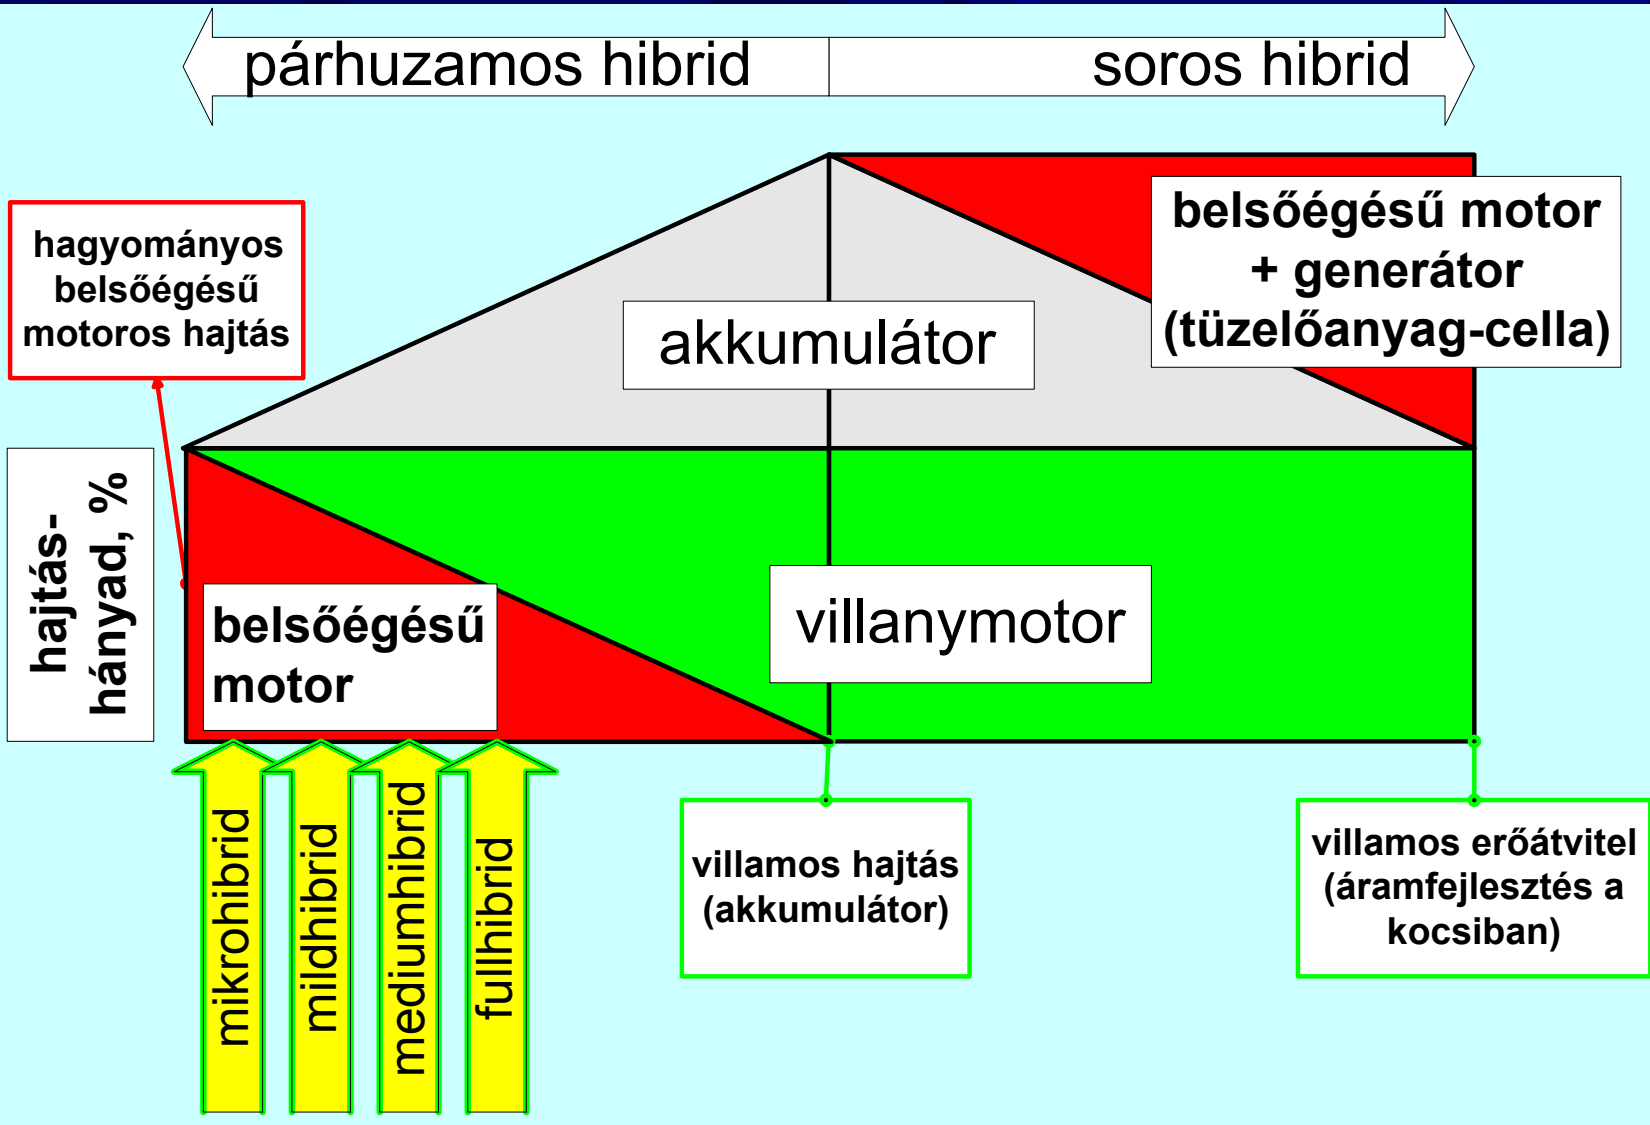 párhuzamos hibrid
soros hibrid
hagyományos
belsőégésű
motoros hajtás
belsőégésű motor
+ generátor
(tüzelőanyag-cella)
akkumulátor
hajtás-
hányad, %
belsőégésű
motor
villanymotor
mikrohibrid
mildhibrid
mediumhibrid
fullhibrid
villamos hajtás
(akkumulátor)
villamos erőátvitel
(áramfejlesztés a
kocsiban)